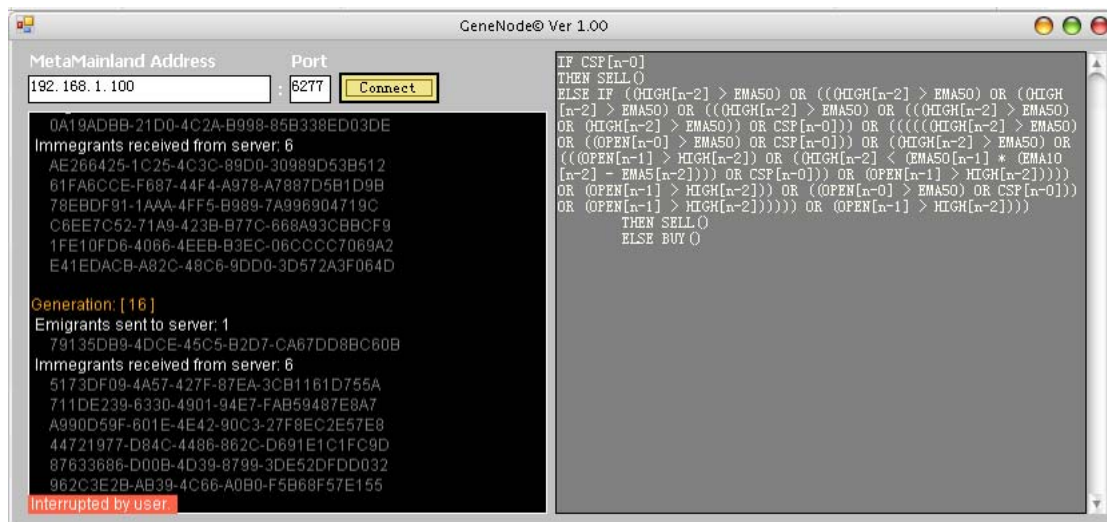 GeneNode© Ver 1.00
MetaMainland Address
Port
192.168.1.100
:
6277
Connect
0A19ADBB-21D0-4C2A-B998-85B338ED03DE
Immegrants received from server: 6
AE266425-1C25-4C3C-89D0-30989D53B512
61FA6CCE-F687-44F4-A978-A7887D5B1D9B
78EBDF91-1AAA-4FF5-B989-7A996904719C
C6EE7C52-71A9-423B-B77C-668A93CBBCF9
1FE10FD6-4066-4EEB-B3EC-06CCCC7069A2
E41EDACB-A82C-48C6-9DD0-3D572A3F064D
Generation: [ 16 ]
Emigrants sent to server: 1
79135DB9-4DCE-45C5-B2D7-CA67DD8BC60B
Immegrants received from server: 6
5173DF09-4A57-427F-87EA-3CB1161D755A
711DE239-6330-4901-94E7-FAB59487E8A7
A990D59F-601E-4E42-90C3-27F8EC2E57E8
44721977-D84C-4486-862C-D691E1C1FC9D
87633686-D00B-4D39-8799-3DE52DFDD032
962C3E2B-AB39-4C66-A0B0-F5B68F57E155
Interrupted by user.
IF CSP[n-0]
THEN SELL()
ELSE IF ((HIGH[n-2] > EMA50) OR (((HIGH[n-2] > EMA50) OR ((HIGH
[n-2] > EMA50) OR (((HIGH[n-2] > EMA50) OR (((HIGH[n-2] > EMA50)
OR (HIGH[n-2] > EMA50)) OR CSP[n-0])) OR ((((((HIGH[n-2] > EMA50)
OR ((OPEN[n-0] > EMA50) OR CSP[n-0])) OR ((HIGH[n-2] > EMA50) OR
(((OPEN[n-1] > HIGH[n-2]) OR ((HIGH[n-2] < (EMA50[n-1] * (EMA10
[n-2] - EMA5[n-2]))) OR CSP[n-0])) OR (OPEN[n-1] > HIGH[n-2]))))
OR (OPEN[n-1] > HIGH[n-2])) OR ((OPEN[n-0] > EMA50) OR CSP[n-0]))
OR (OPEN[n-1] > HIGH[n-2])))))) OR (OPEN[n-1] > HIGH[n-2])))
THEN SELL()
ELSE BUY()